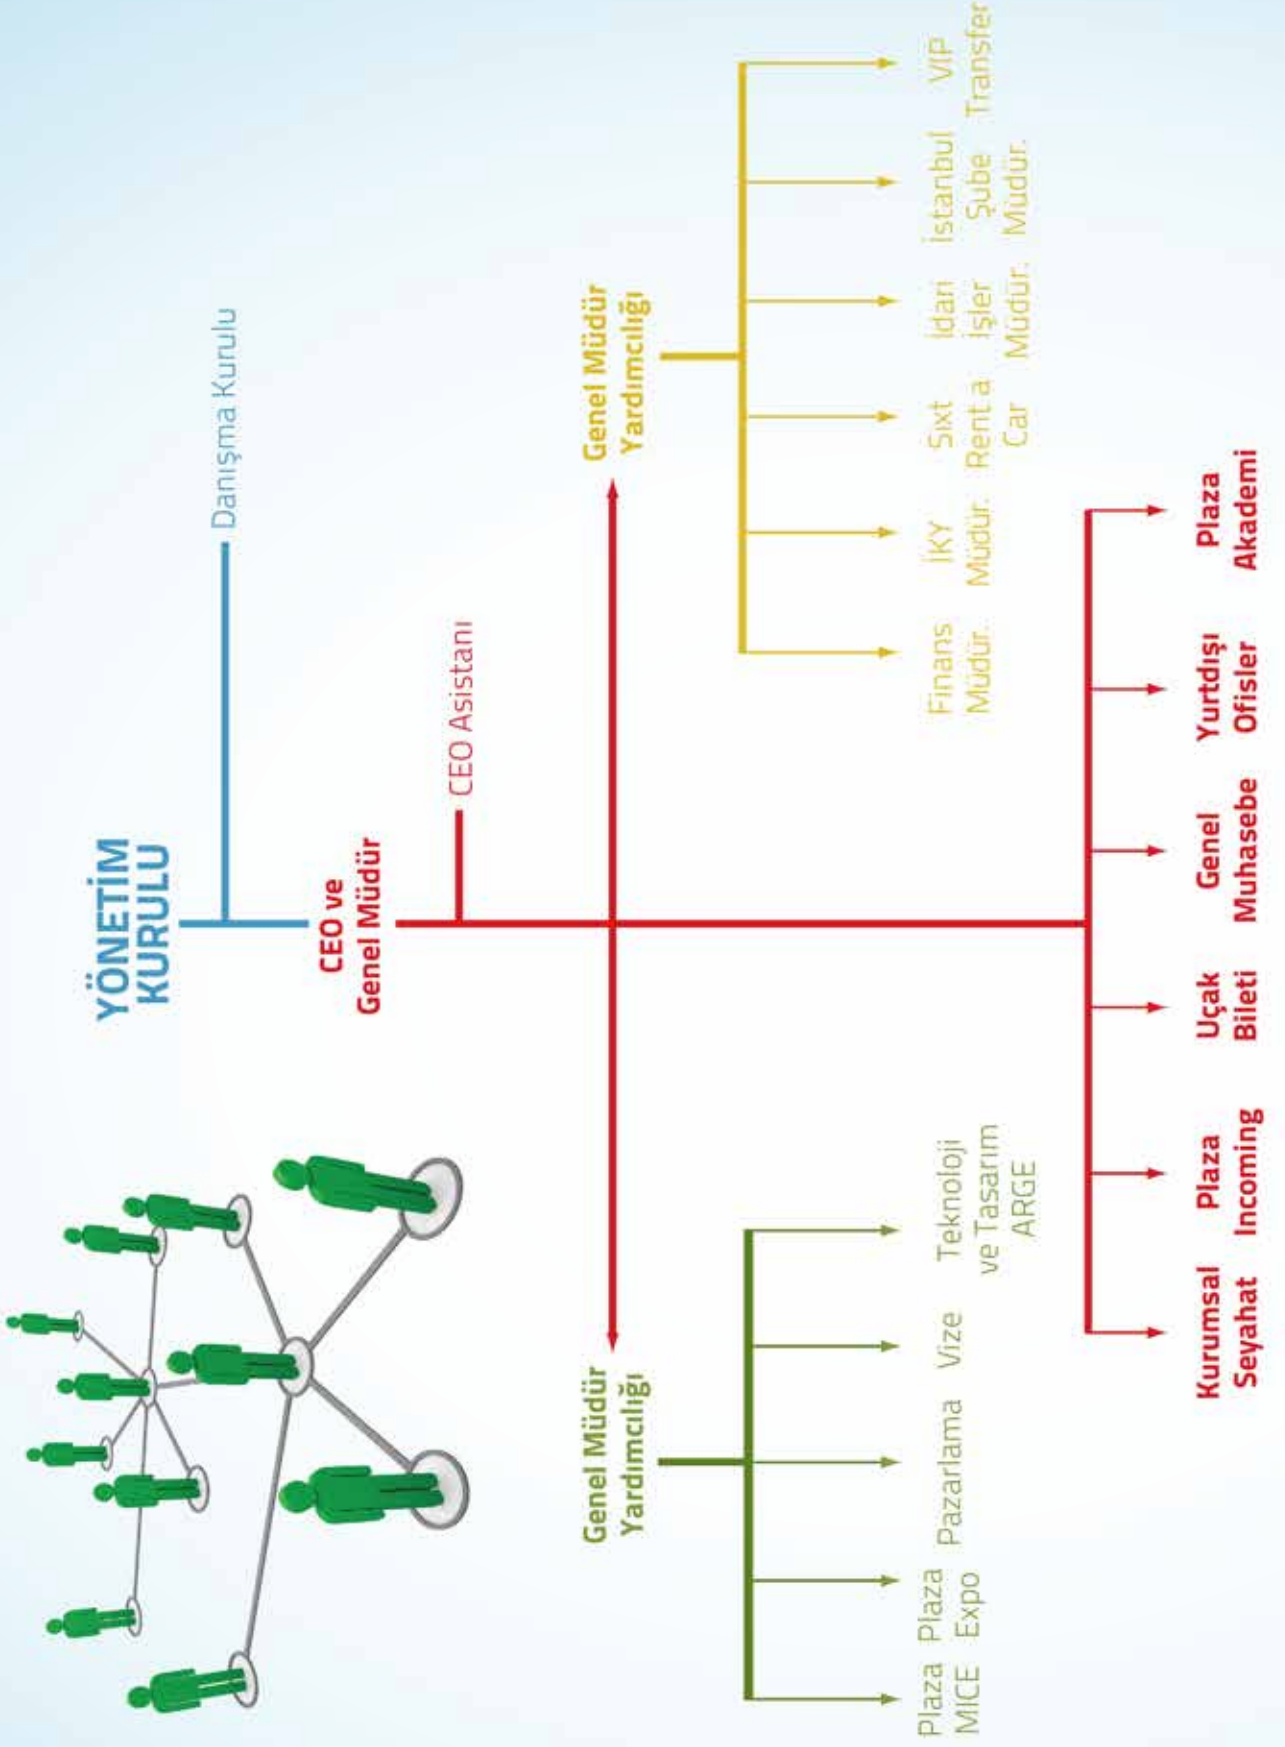 YÖNETİM
KURULU
Danışma Kurulu
CEO ve
Genel Müdür
CEO Asistanı
Genel Müdür
Yardımcılığı
Plaza
MICE
Plaza
Expo
Pazarlama
Vize
Teknoloji
ve Tasarım
ARGE
Genel Müdür
Yardımcılığı
Finans
Müdür.
İKY
Müdür.
Sıxt
Rent a
Car
İdari
İşler
Müdür.
İstanbul
Şube
Müdür.
VIP
Transfer
Kurumsal
Seyahat
Plaza
Incoming
Uçak
Bileti
Genel
Muhasebe
Yurtdışı
Ofisler
Plaza
Akademi